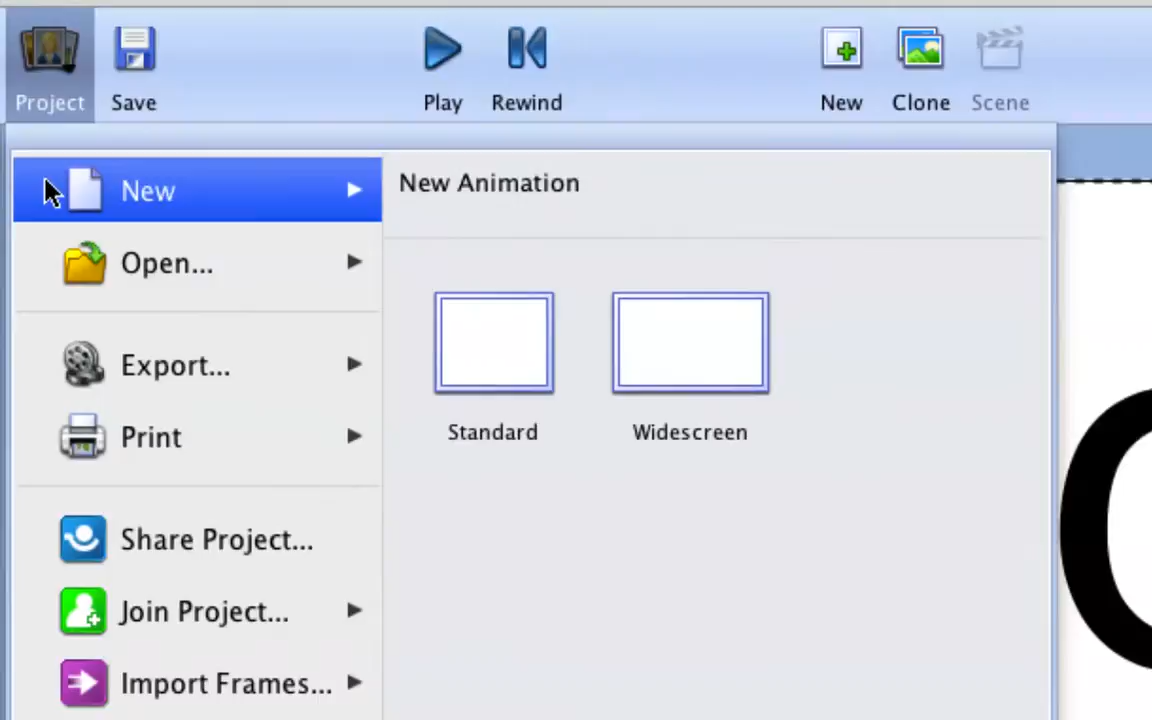 Project
Save
Play
Rewind
New
Clone
Scene
New
New Animation
Open...
Export...
Print
Standard
Widescreen
Share Project...
Join Project...
Import Frames...